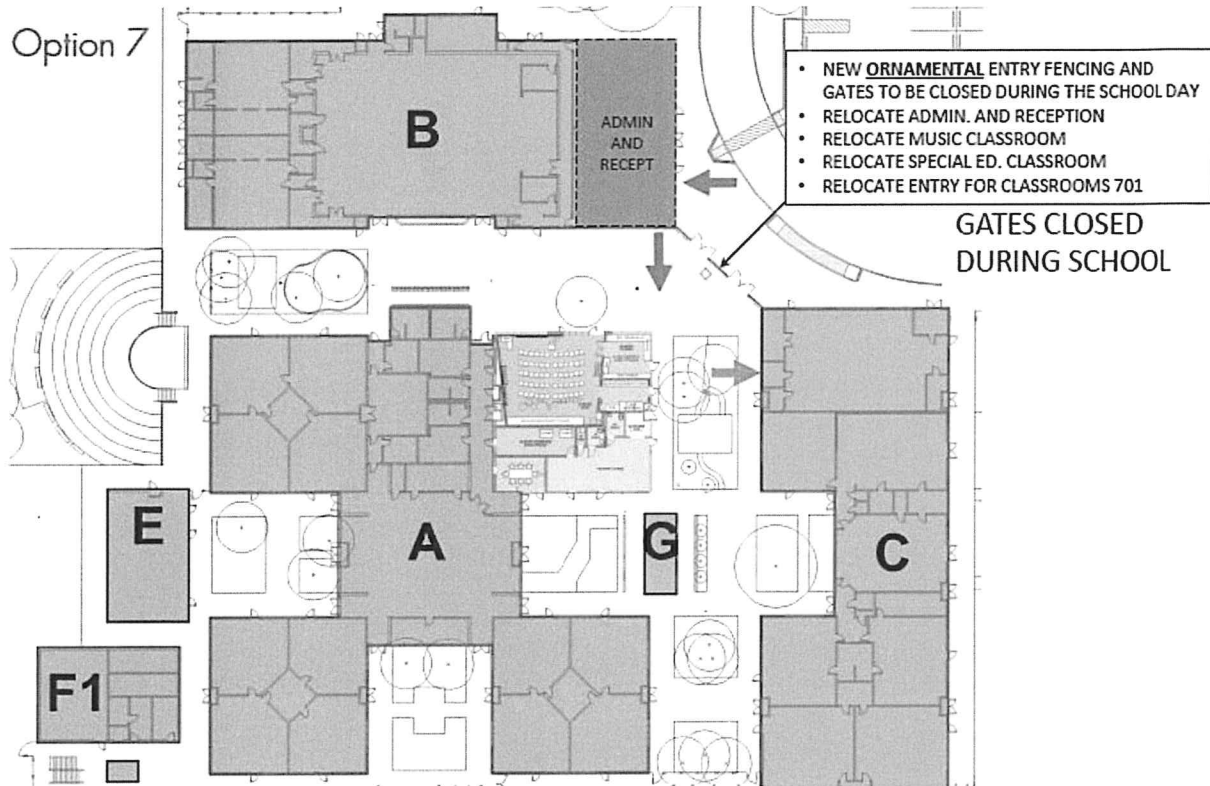 Option 7
B
ADMIN
AND
RECEPT
• NEW ORNAMENTAL ENTRY FENCING AND
GATES TO BE CLOSED DURING THE SCHOOL DAY
• RELOCATE ADMIN. AND RECEPTION
• RELOCATE MUSIC CLASSROOM
• RELOCATE SPECIAL ED. CLASSROOM
• RELOCATE ENTRY FOR CLASSROOMS 701
GATES CLOSED
DURING SCHOOL
E
A
G
C
F1